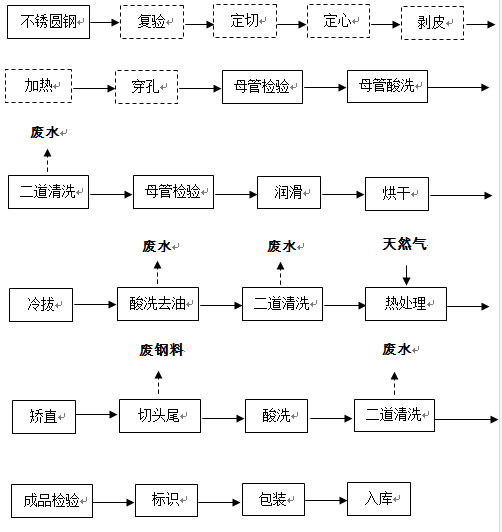 不锈圆钢
复验
定切
定心
剥皮
加热
穿孔
母管检验
母管酸洗
废水
二道清洗
母管检验
润滑
烘干
废水
废水
天然气
冷拔
酸洗去油
二道清洗
热处理
废钢料
废水
矫直
切头尾
酸洗
二道清洗
成品检验
标识
包装
入库